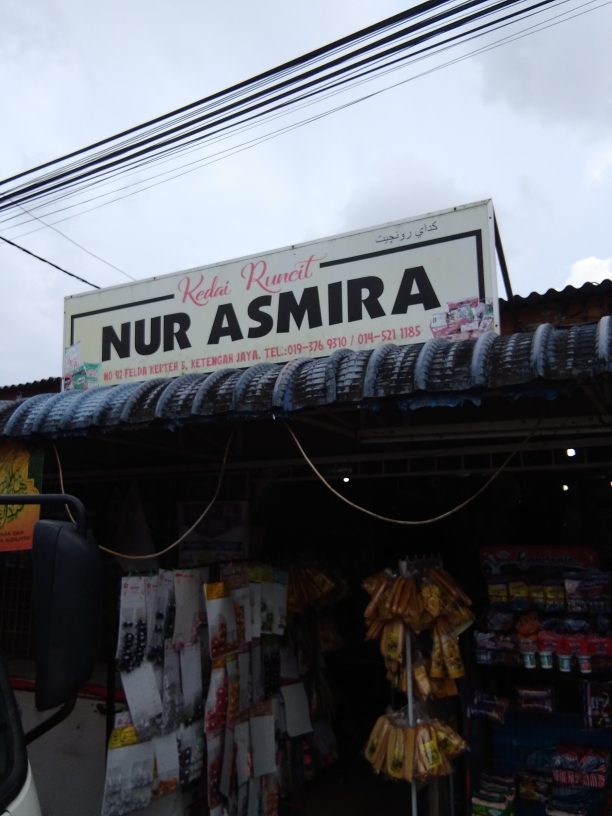 Kedai Runcit
كداي رونچيت
NUR ASMIRA
NO 92 FELDA KERTEH 5, KETENGAH JAYA. TEL:019-376 9310 / 014-521 1185